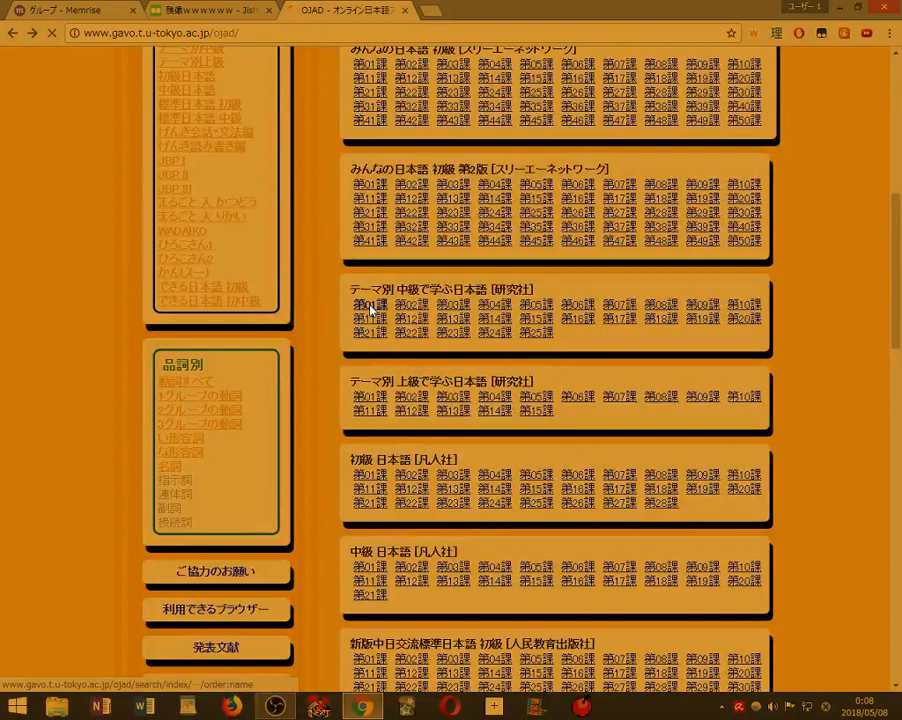 グループ - Memrise
残像ｗｗｗｗｗｗ - Jish
OJAD - オンライン日本語ア
ユーザー 1
www.gavo.t.u-tokyo.ac.jp/ojad/
テーマ別中級
テーマ別上級
初級日本語
中級日本語
標準日本語 初級
標準日本語 中級
げんき会話・文法編
げんき読み書き編
JBP I
JBP II
JBP III
まるごと 入 かつどう
まるごと 入 りかい
WADAIKO
ひろこさん1
ひろこさん2
できる日本語 初級
できる日本語 初中級
品詞別
動詞すべて
1グループの動詞
2グループの動詞
3グループの動詞
い形容詞
な形容詞
名詞
指示詞
連体詞
副詞
接続詞
ご協力のお願い
利用できるブラウザー
発表文献
みんなの日本語 初級 [スリーエーネットワーク]
第01課 第02課 第03課 第04課 第05課 第06課 第07課 第08課 第09課 第10課
第11課 第12課 第13課 第14課 第15課 第16課 第17課 第18課 第19課 第20課
第21課 第22課 第23課 第24課 第25課 第26課 第27課 第28課 第29課 第30課
第31課 第32課 第33課 第34課 第35課 第36課 第37課 第38課 第39課 第40課
第41課 第42課 第43課 第44課 第45課 第46課 第47課 第48課 第49課 第50課
みんなの日本語 初級 第2版 [スリーエーネットワーク]
第01課 第02課 第03課 第04課 第05課 第06課 第07課 第08課 第09課 第10課
第11課 第12課 第13課 第14課 第15課 第16課 第17課 第18課 第19課 第20課
第21課 第22課 第23課 第24課 第25課 第26課 第27課 第28課 第29課 第30課
第31課 第32課 第33課 第34課 第35課 第36課 第37課 第38課 第39課 第40課
第41課 第42課 第43課 第44課 第45課 第46課 第47課 第48課 第49課 第50課
テーマ別 中級で学ぶ日本語 [研究社]
第01課 第02課 第03課 第04課 第05課 第06課 第07課 第08課 第09課 第10課
第11課 第12課 第13課 第14課 第15課 第16課 第17課 第18課 第19課 第20課
第21課 第22課 第23課 第24課 第25課
テーマ別 上級で学ぶ日本語 [研究社]
第01課 第02課 第03課 第04課 第05課 第06課 第07課 第08課 第09課 第10課
第11課 第12課 第13課 第14課 第15課
初級 日本語 [凡人社]
第01課 第02課 第03課 第04課 第05課 第06課 第07課 第08課 第09課 第10課
第11課 第12課 第13課 第14課 第15課 第16課 第17課 第18課 第19課 第20課
第21課 第22課 第23課 第24課 第25課 第26課 第27課 第28課
中級 日本語 [凡人社]
第01課 第02課 第03課 第04課 第05課 第06課 第07課 第08課 第09課 第10課
第11課 第12課 第13課 第14課 第15課 第16課 第17課 第18課 第19課 第20課
第21課
新版中日交流標準日本語 初級 [人民教育出版社]
第01課 第02課 第03課 第04課 第05課 第06課 第07課 第08課 第09課 第10課
第11課 第12課 第13課 第14課 第15課 第16課 第17課 第18課 第19課 第20課
第21課 第22課 第23課 第24課 第25課 第26課 第27課 第28課 第29課 第30課
www.gavo.t.u-tokyo.ac.jp/ojad/search/index/…/order:name
0:08
2018/05/08